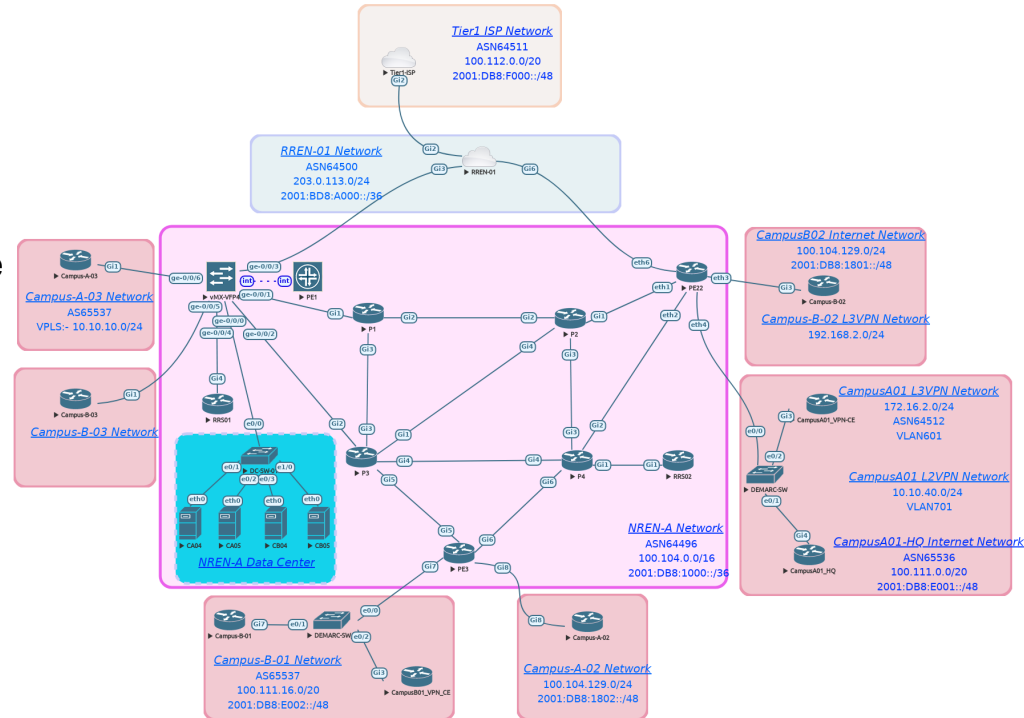 Tier1 ISP Network
ASN64511
100.112.0.0/20
2001:DB8:F000::/48
Tier1-ISP
Gi2
RREN-01 Network
ASN64500
203.0.113.0/24
2001:BD8:A000::/36
Gi2
Gi3
RREN-01
Gi6
e
Campus-A-03
Gi1
Campus-A-03 Network
AS65537
VPLS:- 10.10.10.0/24
ge-0/0/6
ge-0/0/3
int
int
PE1
ge-0/0/1
ge-0/0/5
ge-0/0/0
ge-0/0/4
ge-0/0/2
Gi1
P1
Gi2
Gi3
Gi2
P2
Gi1
Gi4
Gi3
eth6
eth1
PE22
eth3
eth2
eth4
CampusB02 Internet Network
100.104.129.0/24
2001:DB8:1801::/48
Gi3
Campus-B-02
Campus-B-02 L3VPN Network
192.168.2.0/24
Campus-B-03
Gi1
Campus-B-03 Network
Gi4
RRS01
e0/0
DC-SW-0
e0/1
e0/2
e0/3
e1/0
eth0
eth0
eth0
eth0
CA04
CA05
CB04
CB05
NREN-A Data Center
Gi2
Gi3
Gi1
P3
Gi4
Gi5
Gi4
Gi3
Gi2
P4
Gi1
Gi6
Gi1
RRS02
NREN-A Network
ASN64496
100.104.0.0/16
2001:DB8:1000::/36
Gi5
Gi6
PE3
Gi7
Gi8
CampusA01 L3VPN Network
172.16.2.0/24
ASN64512
VLAN601
Gi3
CampusA01_VPN-CE
e0/0
e0/2
DEMARC-SW
e0/1
CampusA01 L2VPN Network
10.10.40.0/24
VLAN701
Gi4
CampusA01_HQ
CampusA01-HQ Internet Network
ASN65536
100.111.0.0/20
2001:DB8:E001::/48
Campus-B-01
Gi7
e0/1
DEMARC-SW
e0/0
e0/2
Gi3
CampusB01_VPN_CE
Campus-B-01 Network
AS65537
100.111.16.0/20
2001:DB8:E002::/48
Gi8
Campus-A-02
Campus-A-02 Network
100.104.129.0/24
2001:DB8:1802::/48